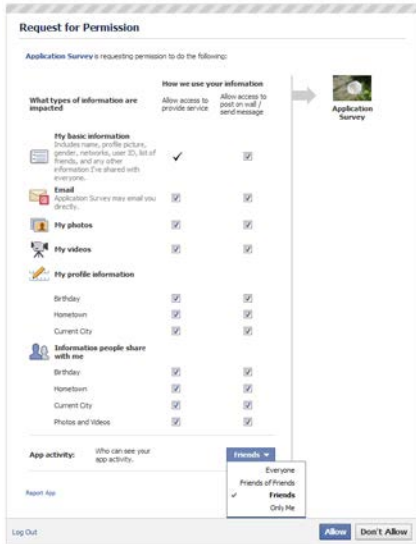 Request for Permission
Application Survey is requesting permission to do the following:
How we use your infomation
What types of information are impacted
Allow access to provide service
Allow access to post on wall / send message
Application Survey
My basic information
Includes name, profile picture, gender, networks, user ID, list of friends, and any other information I've shared with everyone.
Email
Application Survey may email you directly.
My photos
My videos
My profile information
Birthday
Hometown
Current City
Information people share with me
Birthday
Hometown
Current City
Photos and Videos
App activity:
Who can see your app activity.
Friends
Everyone
Friends of Friends
Friends
Only Me
Report App
Log Out
Allow
Don't Allow